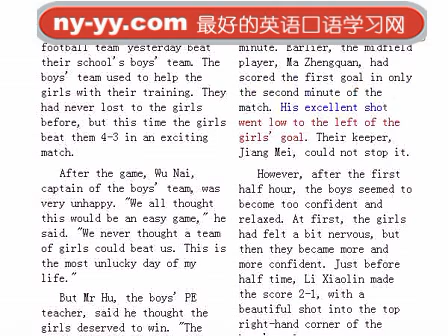 ny-yy.com 最好的英语口语学习网
football team yesterday beat
their school's boys' team. The
boys' team used to help the
girls with their training. They
had never lost to the girls
before, but this time the girls
beat them 4-3 in an exciting
match.
After the game, Wu Nai,
captain of the boys' team, was
very unhappy. "We all thought
this would be an easy game," he
said. "We never thought a team
of girls could beat us. This is
the most unlucky day of my
life."
But Mr Hu, the boys' PE
teacher, said he thought the
girls deserved to win. "The
minute. Earlier, the midfield
player, Ma Zhengquan, had
scored the first goal in only
the second minute of the
match. His excellent shot
went low to the left of the
girls' goal. Their keeper,
Jiang Mei, could not stop it.
However, after the first
half hour, the boys seemed to
become too confident and
relaxed. At first, the girls
had felt a bit nervous, but
then they became more and
more confident. Just before
half time, Li Xiaolin made
the score 2-1, with a
beautiful shot into the top
right-hand corner of the